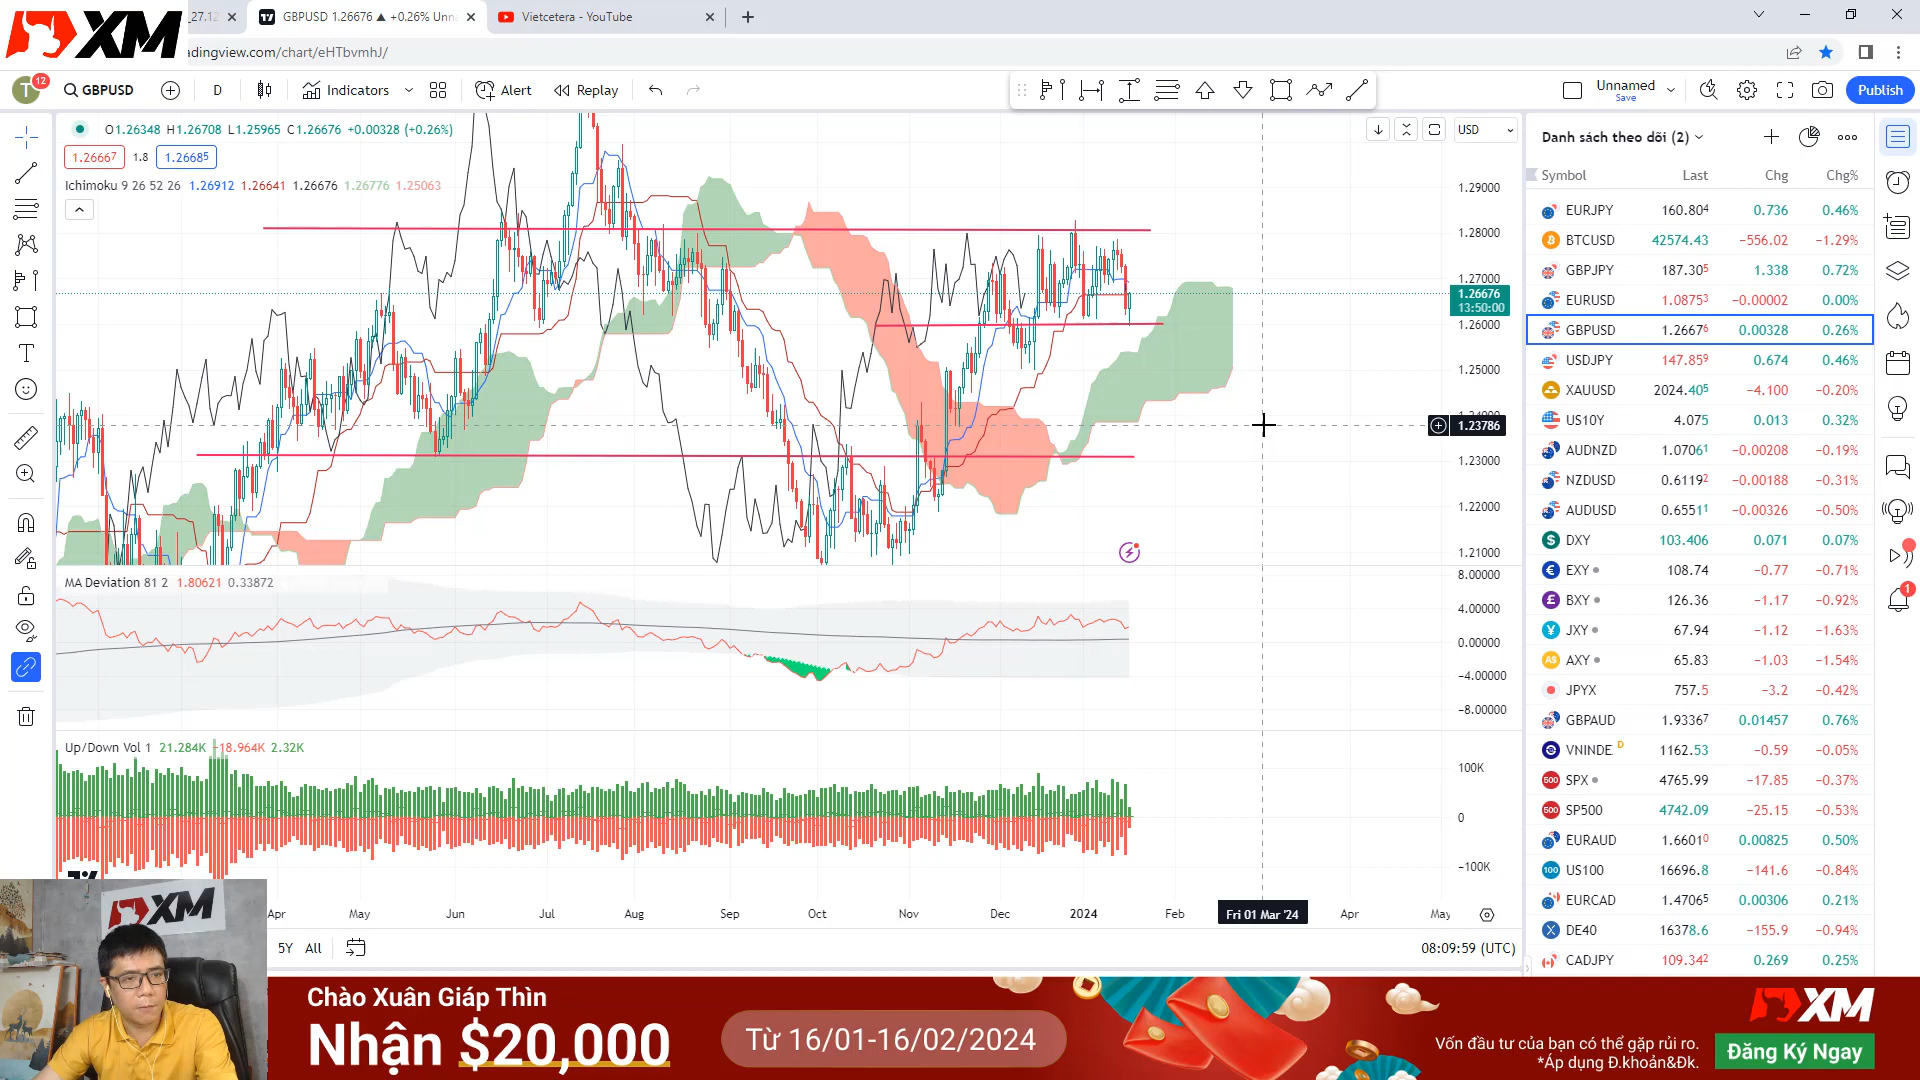 XM
_27.12
GBPUSD 1.26676 ▲ +0.26% Unn
Vietcetera - YouTube
adingview.com/chart/eHTbvmhJ/
T
12
GBPUSD
D
Indicators
Alert
Replay
Unnamed
Save
Publish
O1.26348 H1.26708 L1.25965 C1.26676 +0.00328 (+0.26%)
1.26667
1.8
1.26685
Ichimoku 9 26 52 26 1.26912 1.26641 1.26676 1.26776 1.25063
USD
1.29000
1.28000
1.27000
1.26676
13:50:00
1.26000
1.25000
1.24000
1.23786
1.23000
1.22000
1.21000
MA Deviation 81 2 1.80621 0.33872
8.00000
4.00000
0.00000
−4.00000
−8.00000
Up/Down Vol 1 21.284K −18.964K 2.32K
100K
0
−100K
Apr May Jun Jul Aug Sep Oct Nov Dec 2024 Feb Fri 01 Mar '24 Apr May
5Y All
08:09:59 (UTC)
Danh sách theo dõi (2)
Symbol Last Chg Chg%
EURJPY 160.804 0.736 0.46%
BTCUSD 42574.43 −556.02 −1.29%
GBPJPY 187.305 1.338 0.72%
EURUSD 1.08753 −0.00002 0.00%
GBPUSD 1.26676 0.00328 0.26%
USDJPY 147.859 0.674 0.46%
XAUUSD 2024.405 −4.100 −0.20%
US10Y 4.075 0.013 0.32%
AUDNZD 1.07061 −0.00208 −0.19%
NZDUSD 0.61192 −0.00188 −0.31%
AUDUSD 0.65511 −0.00326 −0.50%
DXY 103.406 0.071 0.07%
EXY 108.74 −0.77 −0.71%
BXY 126.36 −1.17 −0.92%
JXY 67.94 −1.12 −1.63%
AXY 65.83 −1.03 −1.54%
JPYX 757.5 −3.2 −0.42%
GBPAUD 1.93367 0.01457 0.76%
VNINDE D 1162.53 −0.59 −0.05%
SPX 4765.99 −17.85 −0.37%
SP500 4742.09 −25.15 −0.53%
EURAUD 1.66010 0.00825 0.50%
US100 16696.8 −141.6 −0.84%
EURCAD 1.47065 0.00306 0.21%
DE40 16378.6 −155.9 −0.94%
CADJPY 109.342 0.269 0.25%
1
XM
Chào Xuân Giáp Thìn
Nhận $20,000
Từ 16/01-16/02/2024
XM
Vốn đầu tư của bạn có thể gặp rủi ro.
*Áp dụng Đ.khoản&Đk.
Đăng Ký Ngay